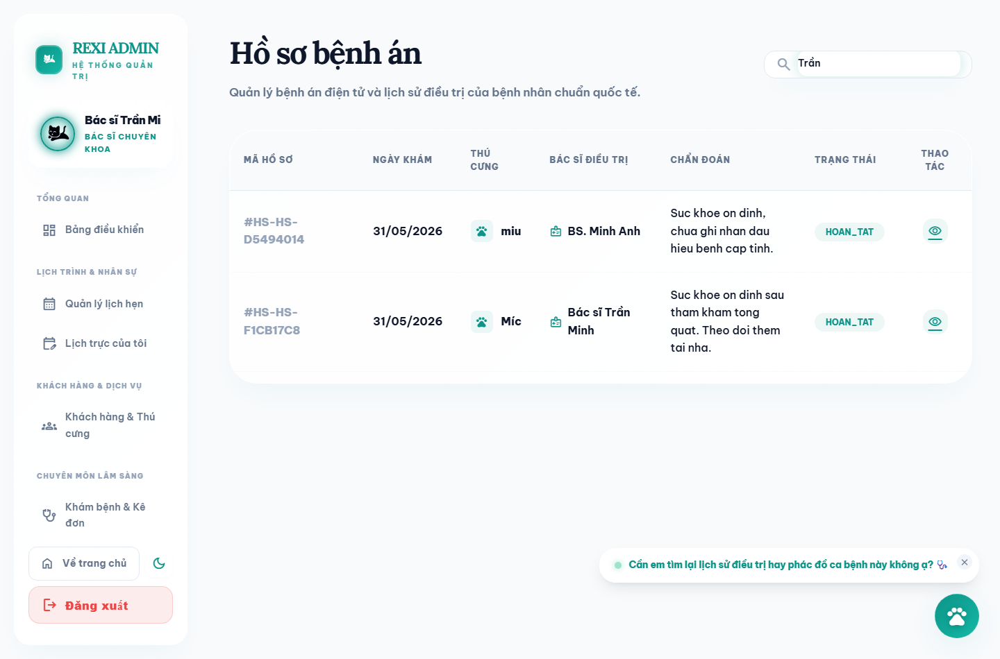 REXI ADMIN
HỆ THỐNG QUẢN
TRỊ
Bác sĩ Trần Mi
BÁC SĨ CHUYÊN
KHOA
TỔNG QUAN
Bảng điều khiển
LỊCH TRÌNH & NHÂN SỰ
Quản lý lịch hẹn
Lịch trực của tôi
KHÁCH HÀNG & DỊCH VỤ
Khách hàng & Thú
cưng
CHUYÊN MÔN LÂM SÀNG
Khám bệnh & Kê
đơn
Về trang chủ
Đăng xuất
Hồ sơ bệnh án
Quản lý bệnh án điện tử và lịch sử điều trị của bệnh nhân chuẩn quốc tế.
Trần
MÃ HỒ SƠ
NGÀY KHÁM
THÚ
CƯNG
BÁC SĨ ĐIỀU TRỊ
CHẨN ĐOÁN
TRẠNG THÁI
THAO
TÁC
#HS-HS-
D5494014
31/05/2026
miu
BS. Minh Anh
Suc khoe on dinh,
chua ghi nhan dau
hieu benh cap tinh.
HOAN_TAT
#HS-HS-
F1CB17C8
31/05/2026
Míc
Bác sĩ Trần
Minh
Suc khoe on dinh sau
tham kham tong
quat. Theo doi them
tai nha.
HOAN_TAT
Cần em tìm lại lịch sử điều trị hay phác đồ ca bệnh này không ạ? 🩺